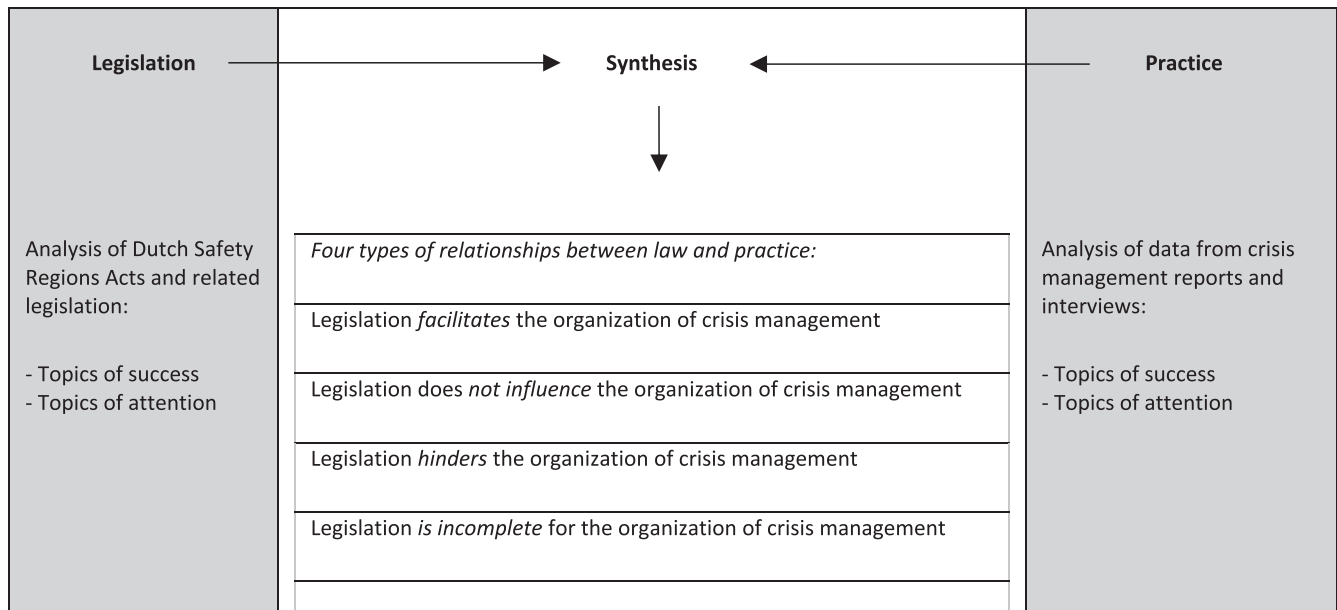 Legislation
Synthesis
Practice
Analysis of Dutch Safety
Regions Acts and related
legislation:
- Topics of success
- Topics of attention
Four types of relationships between law and practice:
Legislation facilitates the organization of crisis management
Legislation does not influence the organization of crisis management
Legislation hinders the organization of crisis management
Legislation is incomplete for the organization of crisis management
Analysis of data from crisis
management reports and
interviews:
- Topics of success
- Topics of attention